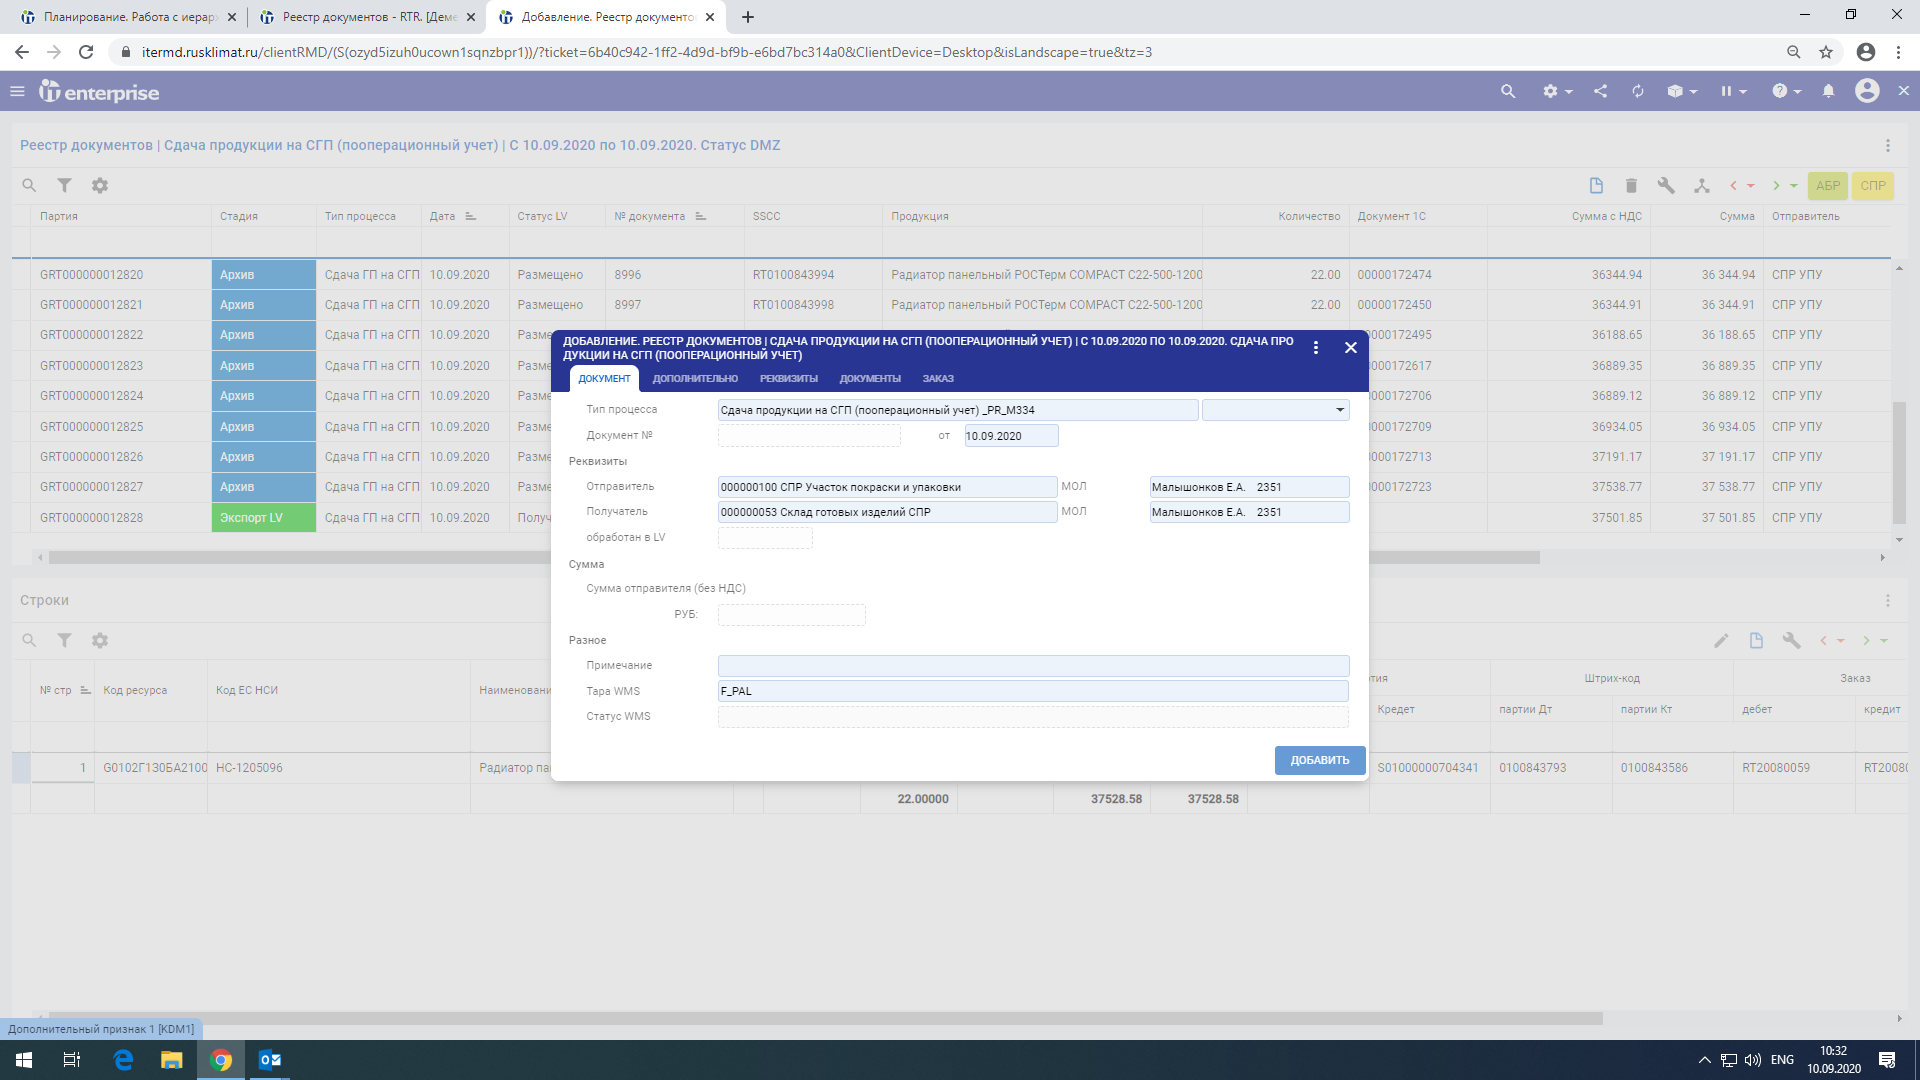 Планирование. Работа с иерар
Реестр документов - RTR. [Деме
Добавление. Реестр документо
itermd.rusklimat.ru/clientRMD/(S(ozyd5izuh0ucown1sqnzbpr1))/?ticket=6b40c942-1ff2-4d9d-bf9b-e6bd7bc314a0&ClientDevice=Desktop&isLandscape=true&tz=3
it enterprise
Реестр документов | Сдача продукции на СГП (пооперационный учет) | С 10.09.2020 по 10.09.2020. Статус DMZ
АБР СПР
Партия Стадия Тип процесса Дата Статус LV № документа SSCC Продукция Количество Документ 1С Сумма с НДС Сумма Отправитель
GRT000000012820 Архив Сдача ГП на СГП 10.09.2020 Размещено 8996 RT0100843994 Радиатор панельный РОСТерм COMPACT C22-500-1200 22.00 00000172474 36344.94 36 344.94 СПР УПУ
GRT000000012821 Архив Сдача ГП на СГП 10.09.2020 Размещено 8997 RT0100843998 Радиатор панельный РОСТерм COMPACT C22-500-1200 22.00 00000172450 36344.91 36 344.91 СПР УПУ
GRT000000012822 Архив Сдача ГП на СГП 10.09.2020 Разме 0000172495 36188.65 36 188.65 СПР УПУ
GRT000000012823 Архив Сдача ГП на СГП 10.09.2020 Разме 0000172617 36889.35 36 889.35 СПР УПУ
GRT000000012824 Архив Сдача ГП на СГП 10.09.2020 Разме 0000172706 36889.12 36 889.12 СПР УПУ
GRT000000012825 Архив Сдача ГП на СГП 10.09.2020 Разме 0000172709 36934.05 36 934.05 СПР УПУ
GRT000000012826 Архив Сдача ГП на СГП 10.09.2020 Разме 0000172713 37191.17 37 191.17 СПР УПУ
GRT000000012827 Архив Сдача ГП на СГП 10.09.2020 Разме 0000172723 37538.77 37 538.77 СПР УПУ
GRT000000012828 Экспорт LV Сдача ГП на СГП 10.09.2020 Получ 37501.85 37 501.85 СПР УПУ
ДОБАВЛЕНИЕ. РЕЕСТР ДОКУМЕНТОВ | СДАЧА ПРОДУКЦИИ НА СГП (ПООПЕРАЦИОННЫЙ УЧЕТ) | С 10.09.2020 ПО 10.09.2020. СДАЧА ПРО
ДУКЦИИ НА СГП (ПООПЕРАЦИОННЫЙ УЧЕТ)
ДОКУМЕНТ ДОПОЛНИТЕЛЬНО РЕКВИЗИТЫ ДОКУМЕНТЫ ЗАКАЗ
Тип процесса Сдача продукции на СГП (пооперационный учет) _PR_M334
Документ № от 10.09.2020
Реквизиты
Отправитель 000000100 СПР Участок покраски и упаковки МОЛ Малышонков Е.А. 2351
Получатель 000000053 Склад готовых изделий СПР МОЛ Малышонков Е.А. 2351
обработан в LV
Сумма
Сумма отправителя (без НДС)
РУБ:
Разное
Примечание
Тара WMS F_PAL
Статус WMS
ДОБАВИТЬ
Строки
№ стр Код ресурса Код ЕС НСИ Наименовани тия Штрих-код Заказ
Кредет партии Дт партии Кт дебет кредит
1 G0102Г130БА2100 НС-1205096 Радиатор па S01000000704341 0100843793 0100843586 RT20080059 RT2008
22.00000 37528.58 37528.58
Дополнительный признак 1 [KDM1]
ENG
10:32
10.09.2020